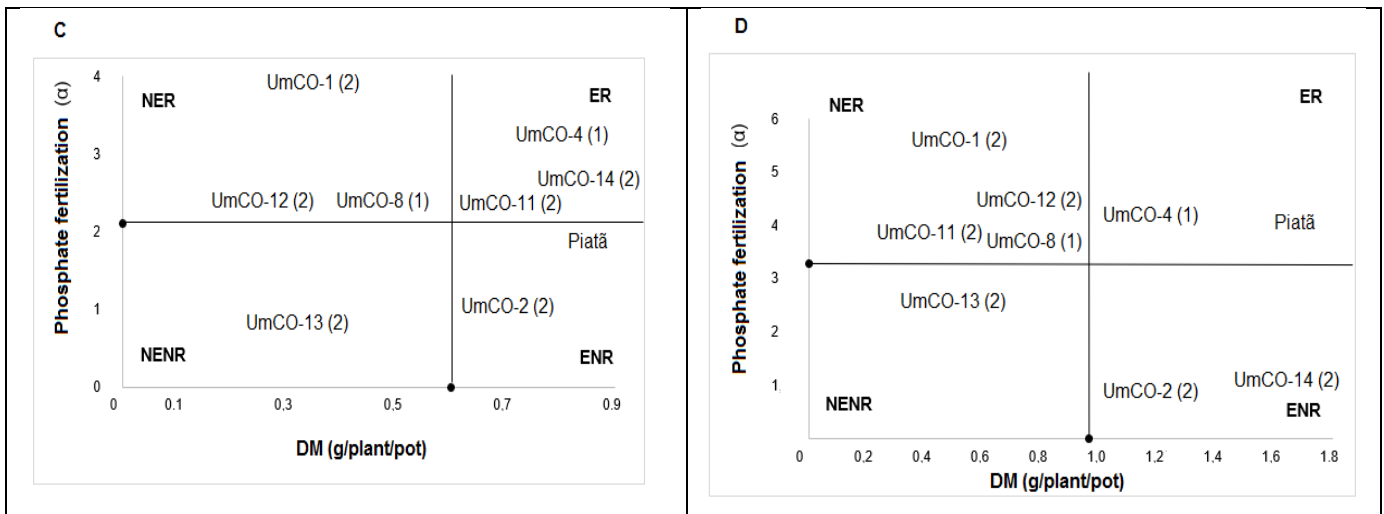 C
Phosphate fertilization (α)
4
3
2
1
0
NER
UmCO-1 (2)
ER
UmCO-4 (1)
UmCO-14 (2)
UmCO-12 (2)
UmCO-8 (1)
UmCO-11 (2)
Piatã
UmCO-13 (2)
UmCO-2 (2)
NENR
ENR
0 0.1 0,3 0,5 0,7 0.9
DM (g/plant/pot)
D
Phosphate fertilization (α)
6
5
4
3
2
1,
NER
ER
UmCO-1 (2)
UmCO-12 (2)
UmCO-4 (1)
Piatã
UmCO-11 (2)
UmCO-8 (1)
UmCO-13 (2)
UmCO-14 (2)
UmCO-2 (2)
NENR
ENR
0 0,2 0,4 0,6 0,8 1,0 1,2 1,4 1.6 1.8
DM (g/plant/pot)